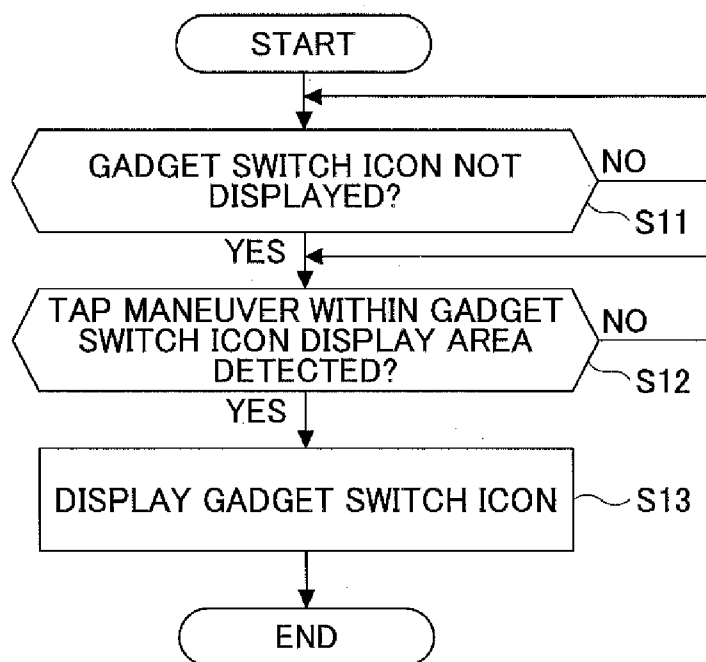 START
GADGET SWITCH ICON NOT
DISPLAYED?
NO
S11
YES
TAP MANEUVER WITHIN GADGET
SWITCH ICON DISPLAY AREA
DETECTED?
NO
S12
YES
DISPLAY GADGET SWITCH ICON
S13
END